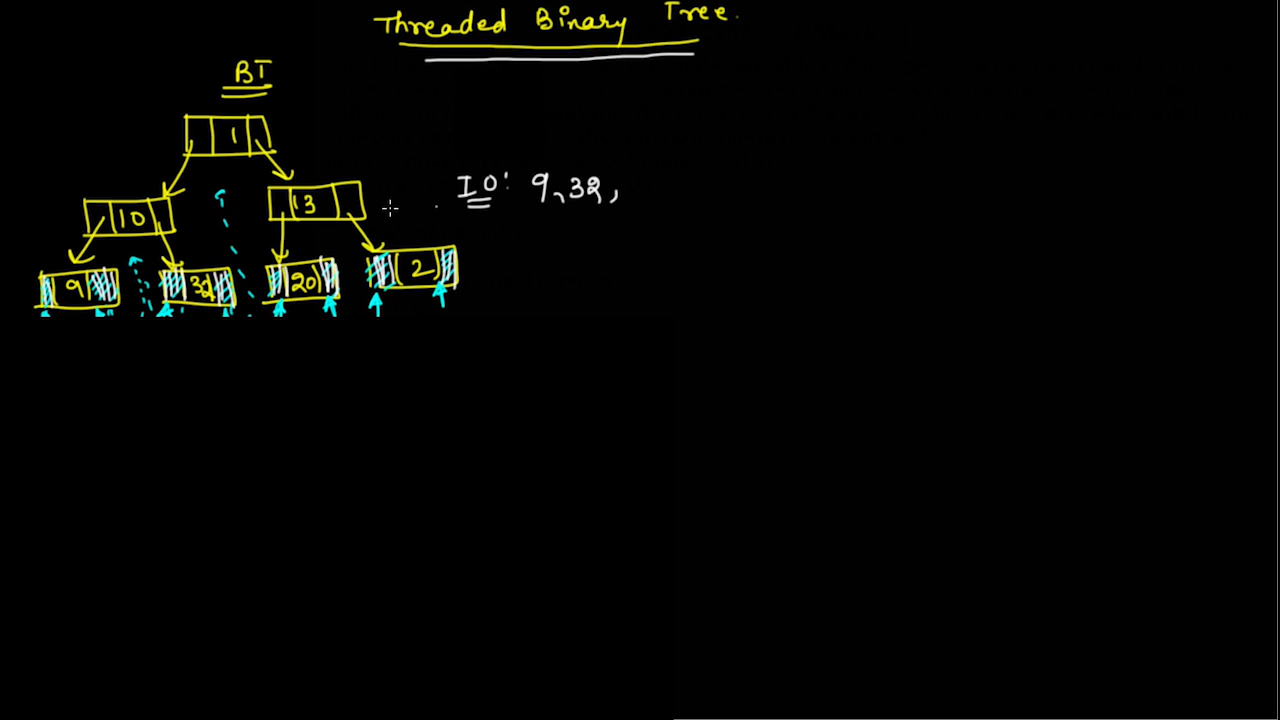 Threaded Binary Tree.
BT
1
10 13
IO: 9, 32,
9 32 20 2